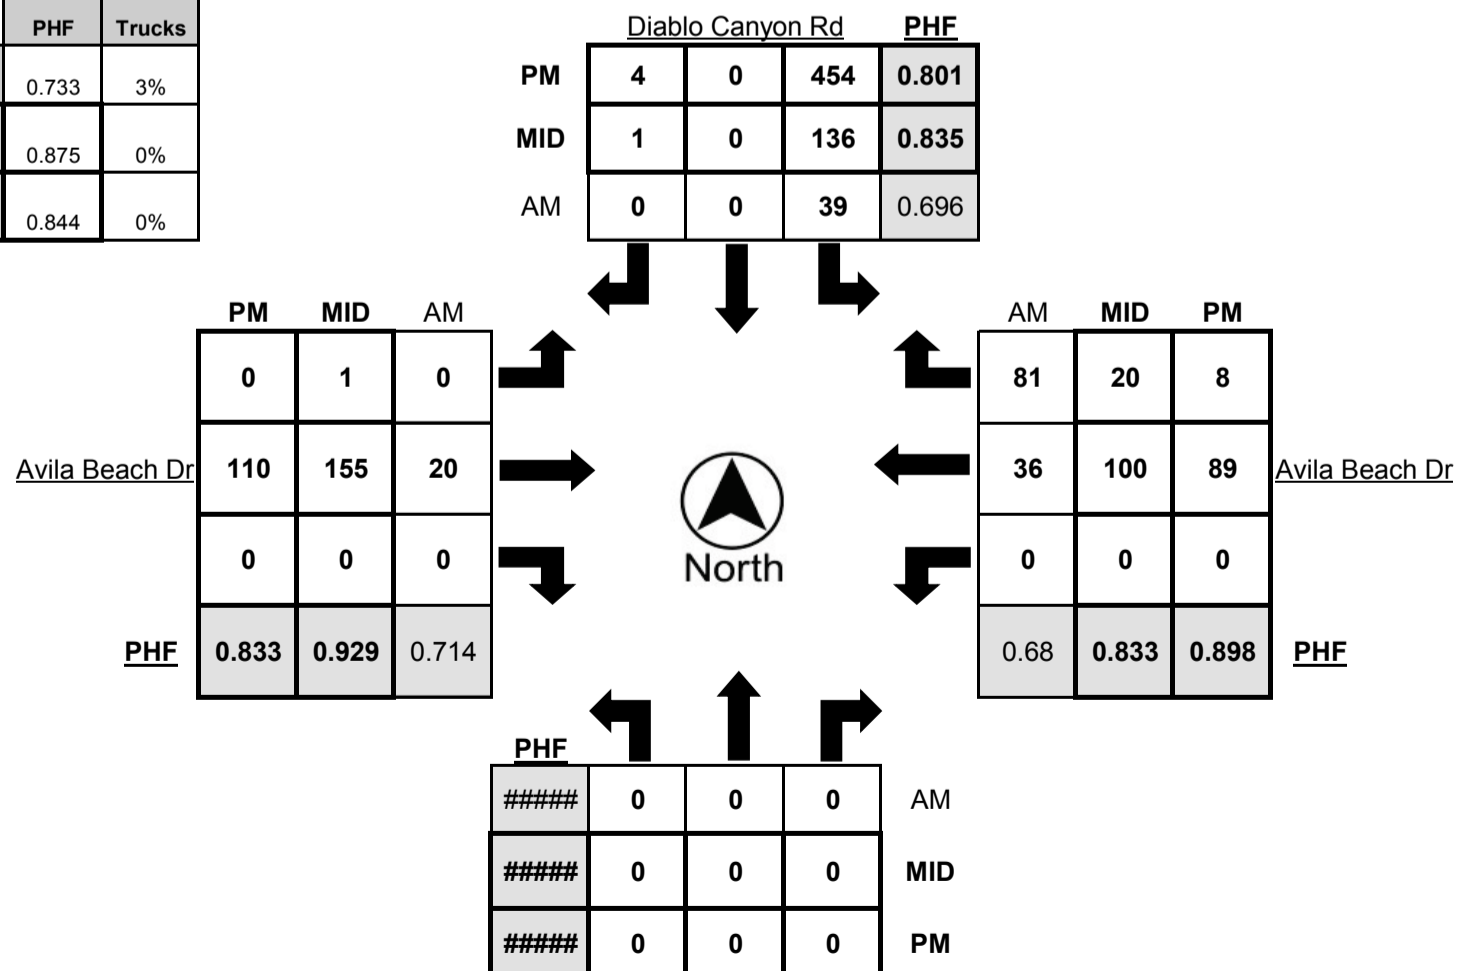 PHF Trucks
0.733 3%
0.875 0%
0.844 0%
Diablo Canyon Rd PHF
PM 4 0 454 0.801
MID 1 0 136 0.835
AM 0 0 39 0.696
PM MID AM
0 1 0
Avila Beach Dr 110 155 20
0 0 0
PHF 0.833 0.929 0.714
North
AM MID PM
81 20 8
36 100 89 Avila Beach Dr
0 0 0
0.68 0.833 0.898 PHF
PHF
##### 0 0 0 AM
##### 0 0 0 MID
##### 0 0 0 PM